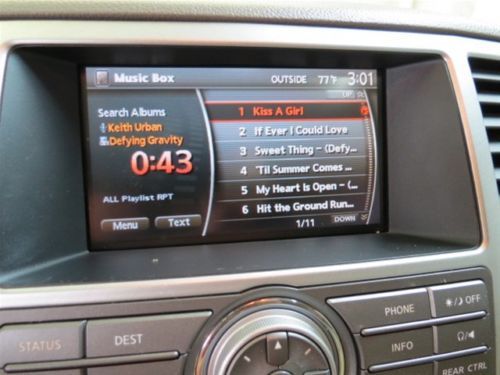 Music Box
OUTSIDE 77°F 3:01
UP
Search Albums
Keith Urban
Defying Gravity
0:43
ALL Playlist RPT
Menu
Text
1 Kiss A Girl
2 If Ever I Could Love
3 Sweet Thing - (Defy...
4 'Til Summer Comes ...
5 My Heart Is Open - (...
6 Hit the Ground Run...
1/11
DOWN
STATUS
DEST
PHONE
OFF
INFO
REAR CTRL
SET